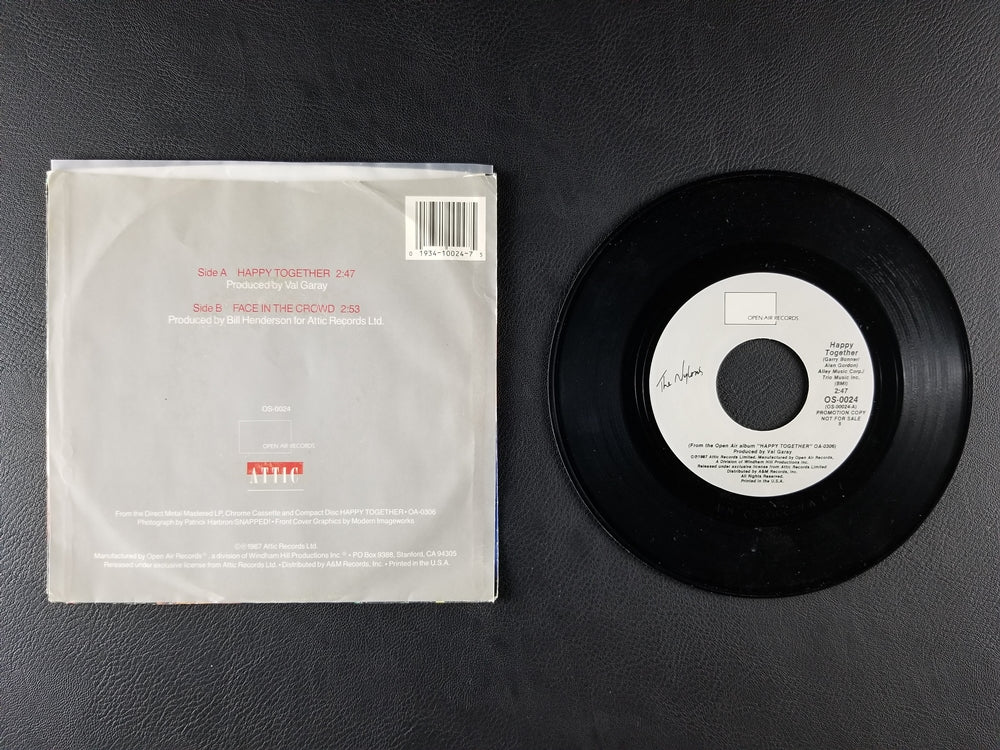 0 1934-10024-7 5
Side A HAPPY TOGETHER 2:47
Produced by Val Garay
Side B FACE IN THE CROWD 2:53
Produced by Bill Henderson for Attic Records Ltd.
OS-0024
OPEN AIR RECORDS
ATTIC
From the Direct Metal Mastered LP, Chrome Cassette and Compact Disc HAPPY TOGETHER • OA-0306
Photograph by Patrick Harbron SNAPPED! • Front Cover Graphics by Modern Imageworks
©℗1987 Attic Records Ltd.
Manufactured by Open Air Records®, a division of Windham Hill Productions Inc.® • PO Box 9388, Stanford, CA 94305
Released under exclusive license from Attic Records Ltd. • Distributed by A&M Records, Inc. • Printed in the U.S.A.
OPEN AIR RECORDS
The Nylons
Happy
Together
(Garry Bonner
Alan Gordon)
Alley Music Corp./
Trio Music Inc.
(BMI)
2:47
OS-0024
(OS-00024-A)
PROMOTION COPY
NOT FOR SALE
(From the Open Air album "HAPPY TOGETHER" OA-0306)
Produced by Val Garay
©℗1987 Attic Records Limited. Manufactured by Open Air Records,
A Division of Windham Hill Productions Inc.
Released under exclusive license from Attic Records Limited
Distributed by A&M Records, Inc.
All Rights Reserved.
Printed in the U.S.A.